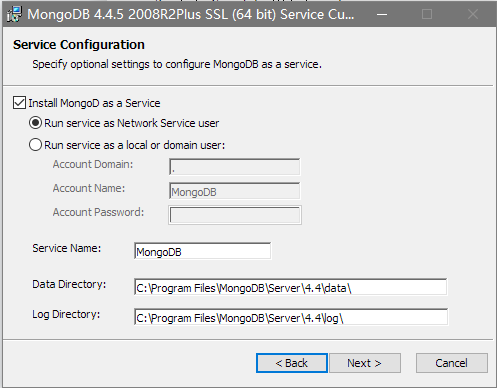 MongoDB 4.4.5 2008R2Plus SSL (64 bit) Service Cu...
Service Configuration
Specify optional settings to configure MongoDB as a service.
Install MongoD as a Service
Run service as Network Service user
Run service as a local or domain user:
Account Domain: .
Account Name: MongoDB
Account Password:
Service Name: MongoDB
Data Directory: C:\Program Files\MongoDB\Server\4.4\data\
Log Directory: C:\Program Files\MongoDB\Server\4.4\log\
< Back Next > Cancel